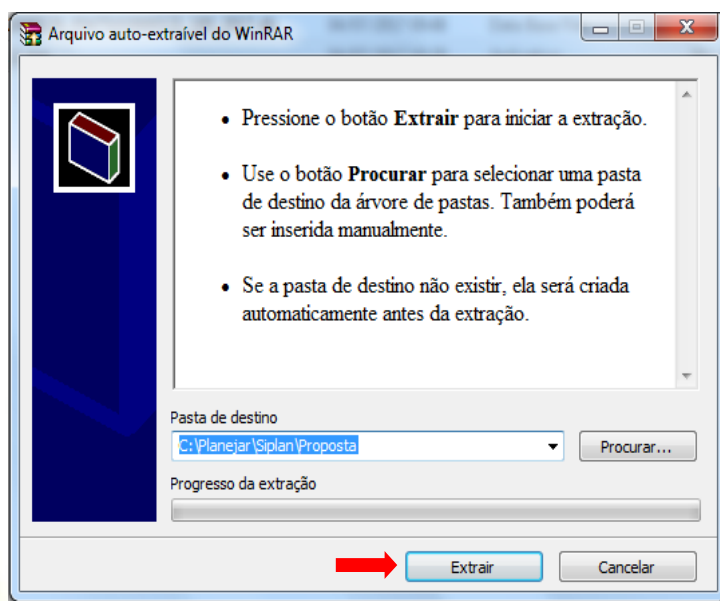 Arquivo auto-extraível do WinRAR
• Pressione o botão Extrair para iniciar a extração.
• Use o botão Procurar para selecionar uma pasta
de destino da árvore de pastas. Também poderá
ser inserida manualmente.
• Se a pasta de destino não existir, ela será criada
automaticamente antes da extração.
Pasta de destino
C:\Planejar\Siplan\Proposta
Procurar...
Progresso da extração
Extrair
Cancelar